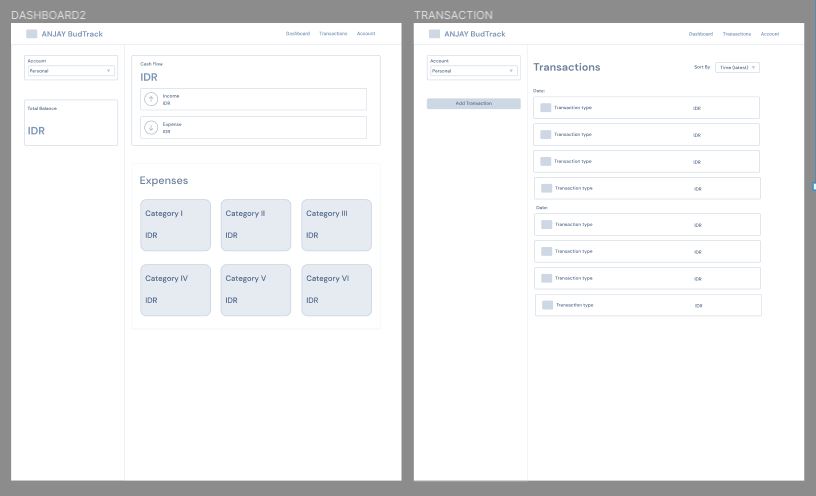 DASHBOARD2
ANJAY BudTrack
Dashboard Transactions Account
Account
Personal
Total Balance
IDR
Cash Flow
IDR
Income
IDR
Expense
IDR
Expenses
Category I
IDR
Category II
IDR
Category III
IDR
Category IV
IDR
Category V
IDR
Category VI
IDR
TRANSACTION
ANJAY BudTrack
Dashboard Transactions Account
Account
Personal
Add Transaction
Transactions
Sort By Time (latest)
Date:
Transaction type IDR
Transaction type IDR
Transaction type IDR
Transaction type IDR
Date:
Transaction type IDR
Transaction type IDR
Transaction type IDR
Transaction type IDR